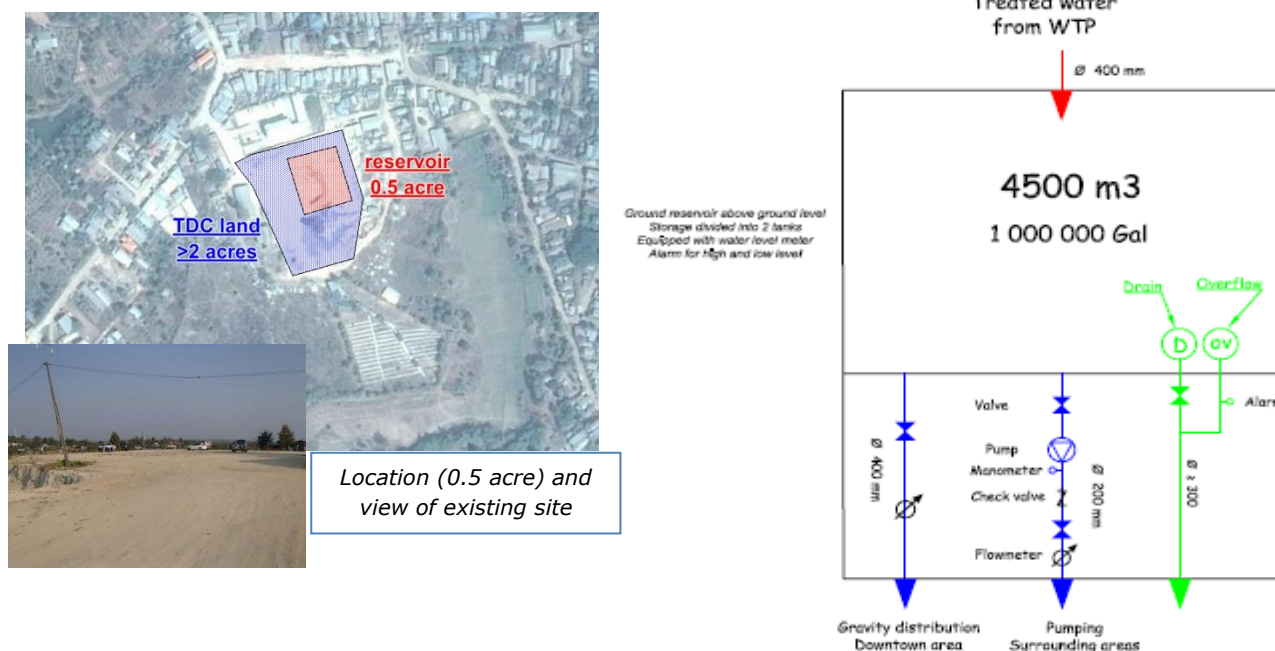 reservoir
0.5 acre
TDC land
>2 acres
Location (0.5 acre) and
view of existing site
Treated water
from WTP
Ø 400 mm
Ground reservoir above ground level
Storage divided into 2 tanks
Equipped with water level meter
Alarm for high and low level
4500 m3
1 000 000 Gal
Drain
Overflow
D
OV
Valve
Alarm
Pump
Manometer
Check valve
Flowmeter
Ø 400 mm
Ø 200 mm
Ø ≥ 300
Gravity distribution
Downtown area
Pumping
Surrounding areas